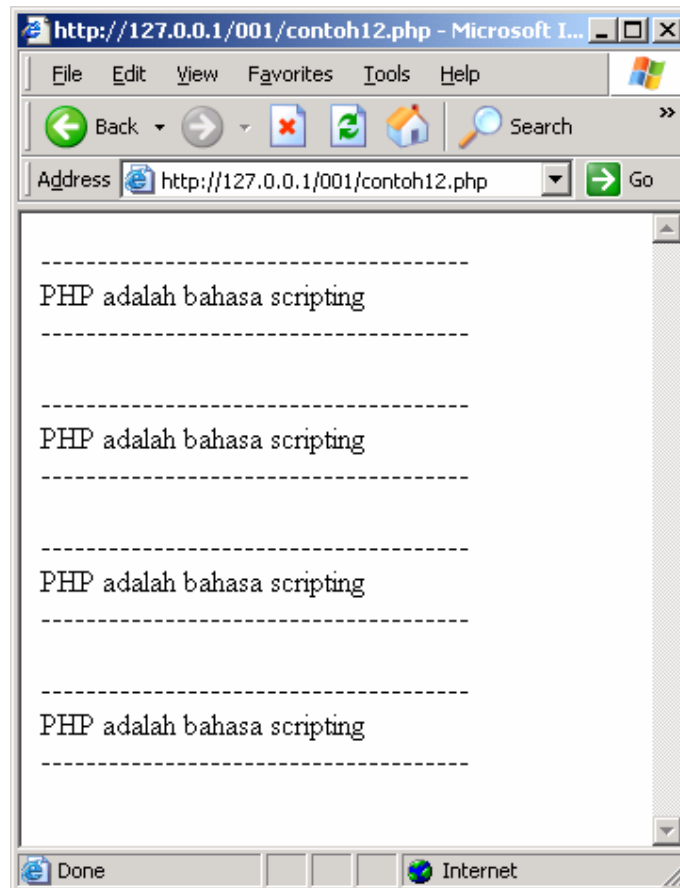 http://127.0.0.1/001/contoh12.php - Microsoft I...
File Edit View Favorites Tools Help
Back Search »
Address http://127.0.0.1/001/contoh12.php Go
--------------------------------------
PHP adalah bahasa scripting
--------------------------------------
--------------------------------------
PHP adalah bahasa scripting
--------------------------------------
--------------------------------------
PHP adalah bahasa scripting
--------------------------------------
--------------------------------------
PHP adalah bahasa scripting
--------------------------------------
Done Internet